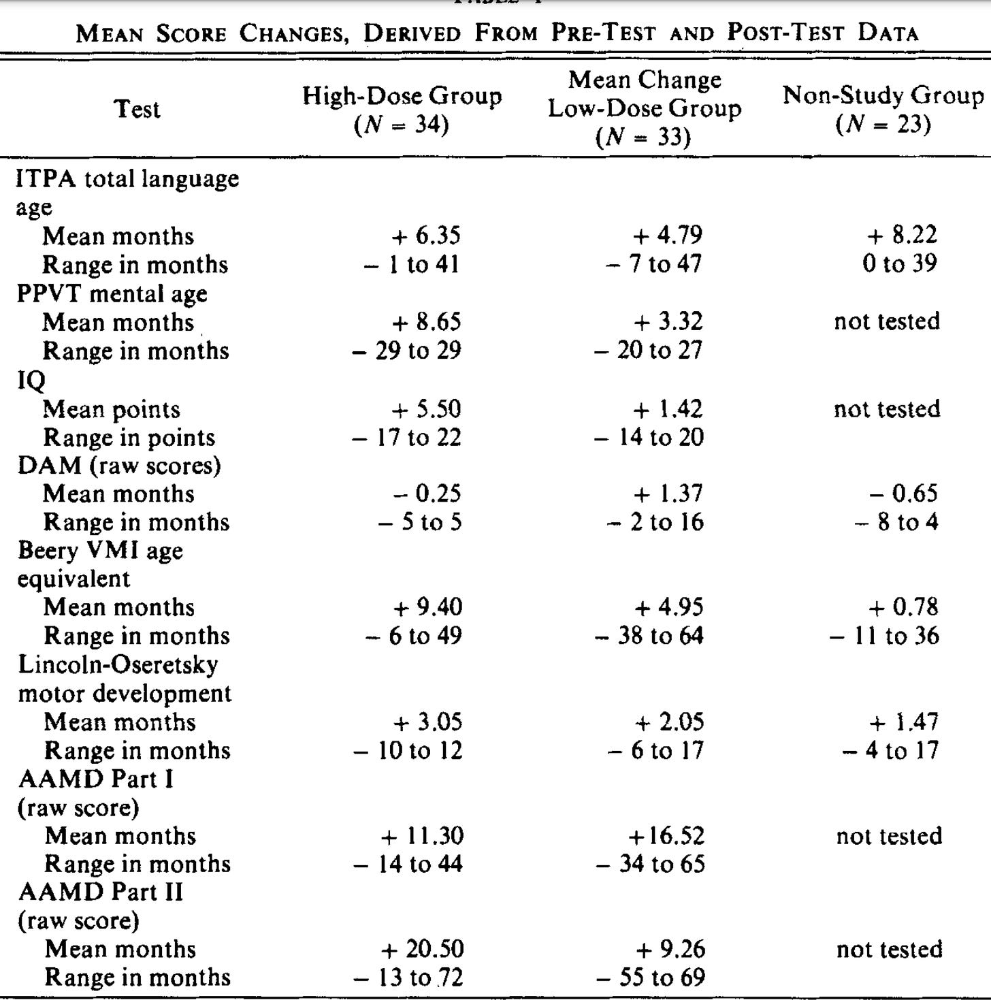 MEAN SCORE CHANGES, DERIVED FROM PRE-TEST AND POST-TEST DATA
Test High-Dose Group (N = 34) Mean Change Low-Dose Group (N = 33) Non-Study Group (N = 23)
ITPA total language
age
Mean months + 6.35 + 4.79 + 8.22
Range in months – 1 to 41 – 7 to 47 0 to 39
PPVT mental age
Mean months + 8.65 + 3.32 not tested
Range in months – 29 to 29 – 20 to 27
IQ
Mean points + 5.50 + 1.42 not tested
Range in points – 17 to 22 – 14 to 20
DAM (raw scores)
Mean months – 0.25 + 1.37 – 0.65
Range in months – 5 to 5 – 2 to 16 – 8 to 4
Beery VMI age
equivalent
Mean months + 9.40 + 4.95 + 0.78
Range in months – 6 to 49 – 38 to 64 – 11 to 36
Lincoln-Oseretsky
motor development
Mean months + 3.05 + 2.05 + 1.47
Range in months – 10 to 12 – 6 to 17 – 4 to 17
AAMD Part I
(raw score)
Mean months + 11.30 +16.52 not tested
Range in months – 14 to 44 – 34 to 65
AAMD Part II
(raw score)
Mean months + 20.50 + 9.26 not tested
Range in months – 13 to 72 – 55 to 69